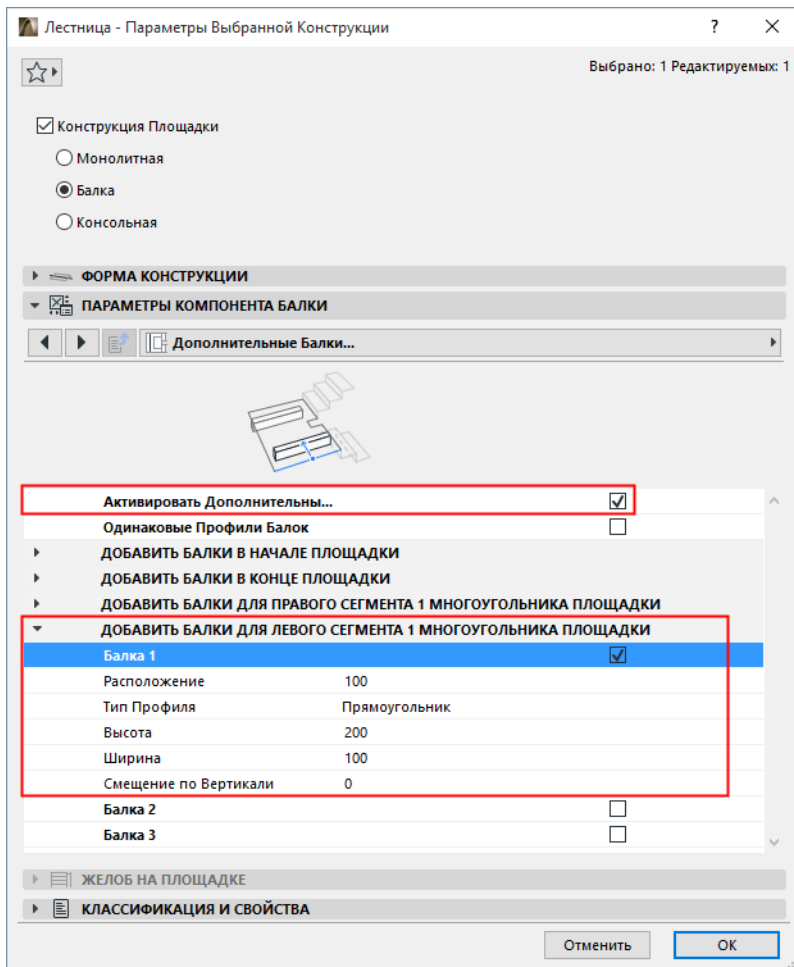 Лестница - Параметры Выбранной Конструкции
?
Выбрано: 1 Редактируемых: 1
Конструкция Площадки
Монолитная
Балка
Консольная
ФОРМА КОНСТРУКЦИИ
ПАРАМЕТРЫ КОМПОНЕНТА БАЛКИ
Дополнительные Балки...
Активировать Дополнительны...
Одинаковые Профили Балок
ДОБАВИТЬ БАЛКИ В НАЧАЛЕ ПЛОЩАДКИ
ДОБАВИТЬ БАЛКИ В КОНЦЕ ПЛОЩАДКИ
ДОБАВИТЬ БАЛКИ ДЛЯ ПРАВОГО СЕГМЕНТА 1 МНОГОУГОЛЬНИКА ПЛОЩАДКИ
ДОБАВИТЬ БАЛКИ ДЛЯ ЛЕВОГО СЕГМЕНТА 1 МНОГОУГОЛЬНИКА ПЛОЩАДКИ
Балка 1
Расположение 100
Тип Профиля Прямоугольник
Высота 200
Ширина 100
Смещение по Вертикали 0
Балка 2
Балка 3
ЖЕЛОБ НА ПЛОЩАДКЕ
КЛАССИФИКАЦИЯ И СВОЙСТВА
Отменить OK